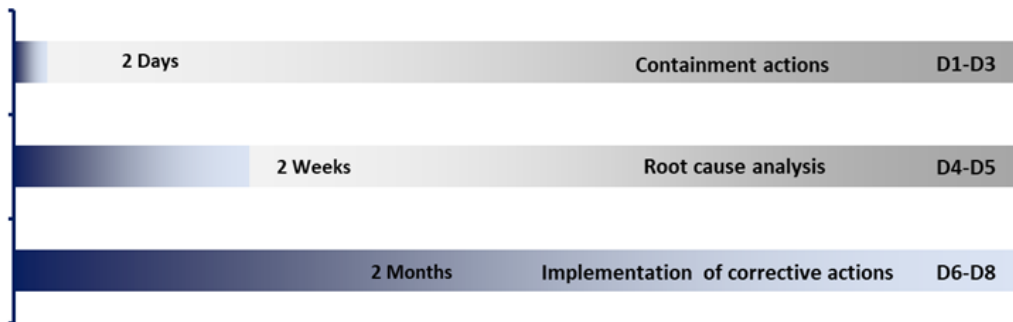 2 Days Containment actions D1-D3
2 Weeks Root cause analysis D4-D5
2 Months Implementation of corrective actions D6-D8